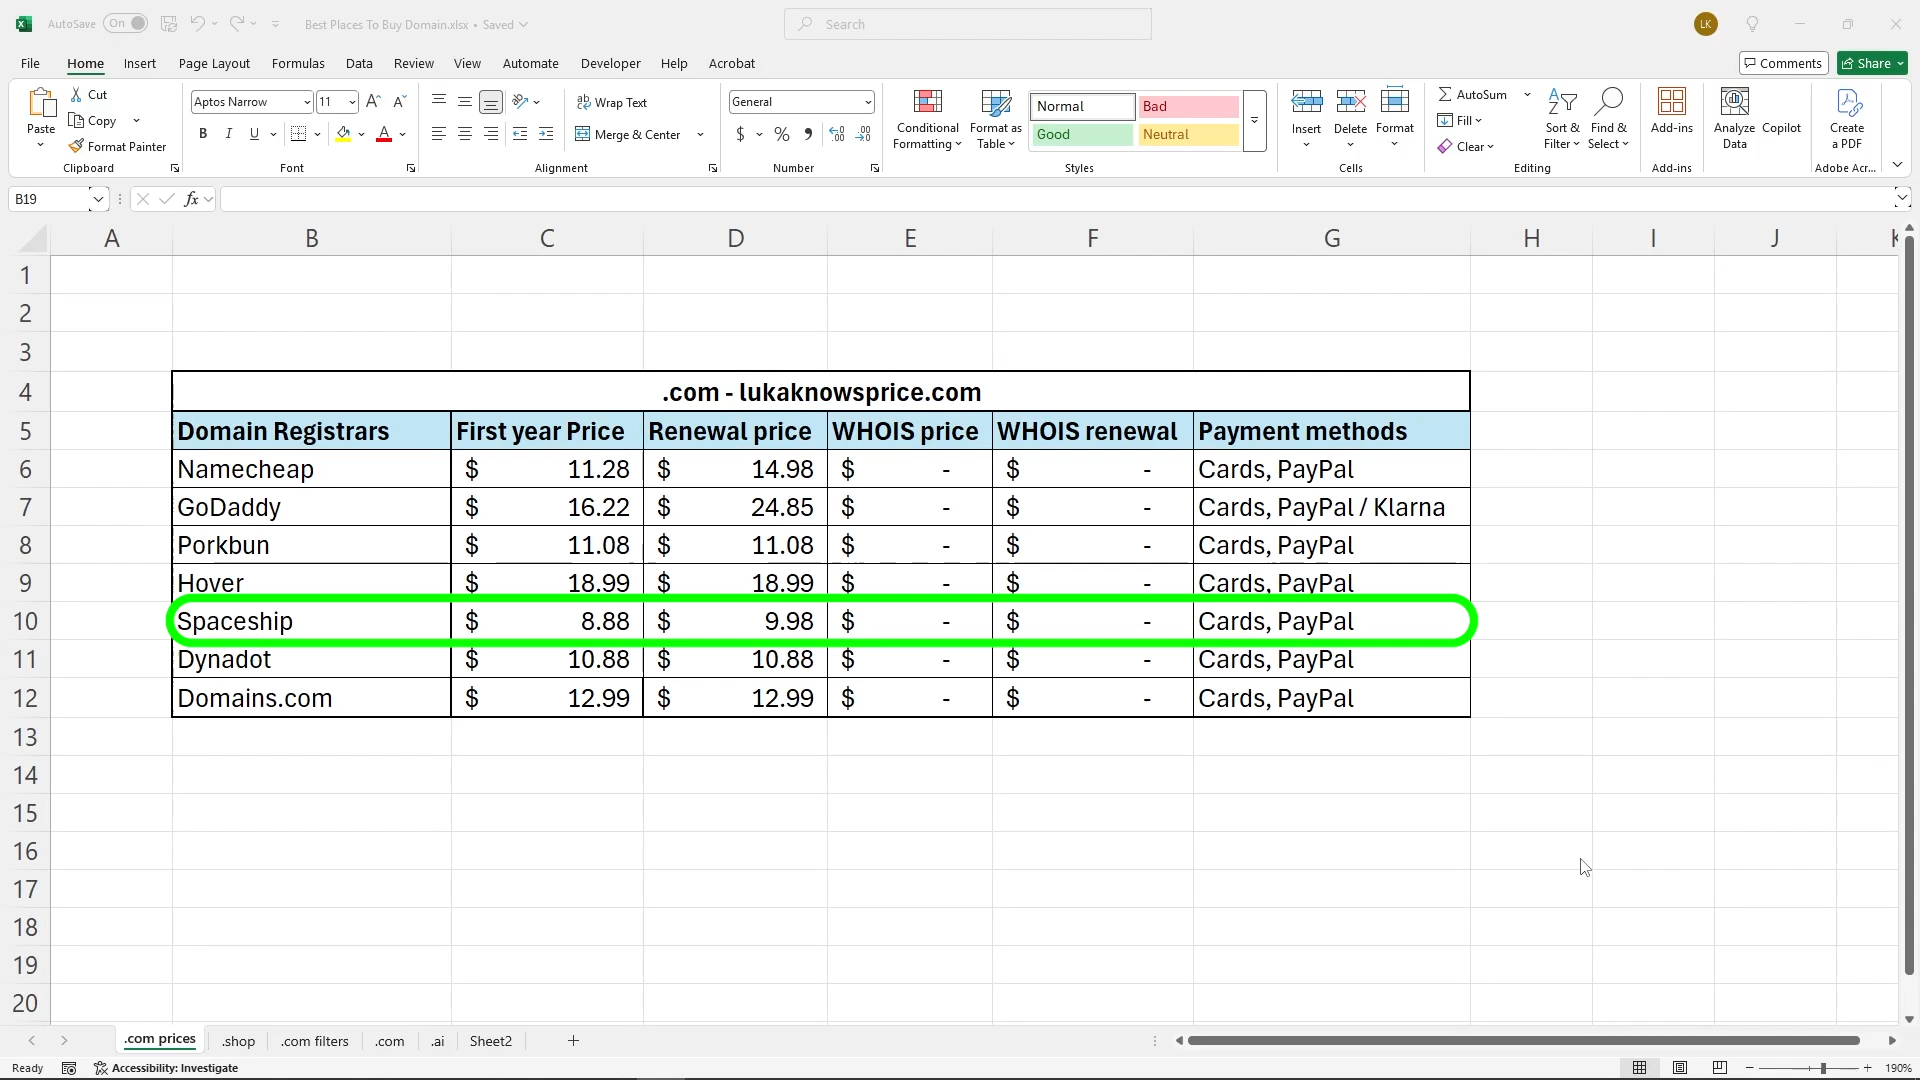 AutoSave On Best Places To Buy Domain.xlsx • Saved Search LK
File Home Insert Page Layout Formulas Data Review View Automate Developer Help Acrobat Comments Share
Paste Cut Copy Format Painter Clipboard
Aptos Narrow 11 B I U A Font
Wrap Text Merge & Center Alignment
General $ % Number
Conditional Formatting Format as Table Normal Bad Good Neutral Styles
Insert Delete Format Cells
AutoSum Fill Clear Sort & Filter Find & Select Editing
Add-ins Add-ins
Analyze Data Copilot
Create a PDF Adobe Acr...
B19 fx
A B C D E F G H I J K
1
2
3
4 .com - lukaknowsprice.com
5 Domain Registrars First year Price Renewal price WHOIS price WHOIS renewal Payment methods
6 Namecheap $ 11.28 $ 14.98 $ - $ - Cards, PayPal
7 GoDaddy $ 16.22 $ 24.85 $ - $ - Cards, PayPal / Klarna
8 Porkbun $ 11.08 $ 11.08 $ - $ - Cards, PayPal
9 Hover $ 18.99 $ 18.99 $ - $ - Cards, PayPal
10 Spaceship $ 8.88 $ 9.98 $ - $ - Cards, PayPal
11 Dynadot $ 10.88 $ 10.88 $ - $ - Cards, PayPal
12 Domains.com $ 12.99 $ 12.99 $ - $ - Cards, PayPal
13
14
15
16
17
18
19
20
.com prices .shop .com filters .com .ai Sheet2
Ready Accessibility: Investigate 190%